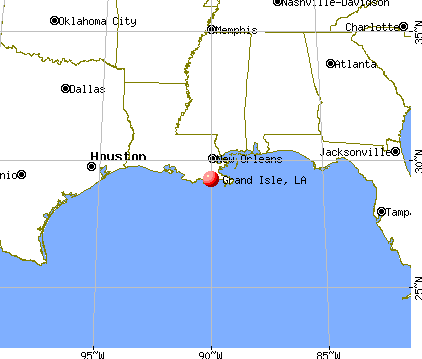 Nashville-Davidson
Oklahoma City
Memphis
Charlotte
35°N
Atlanta
Dallas
Jacksonville
Houston
New Orleans
30°N
nio
Grand Isle, LA
Tampa
25°N
95°W
90°W
85°W